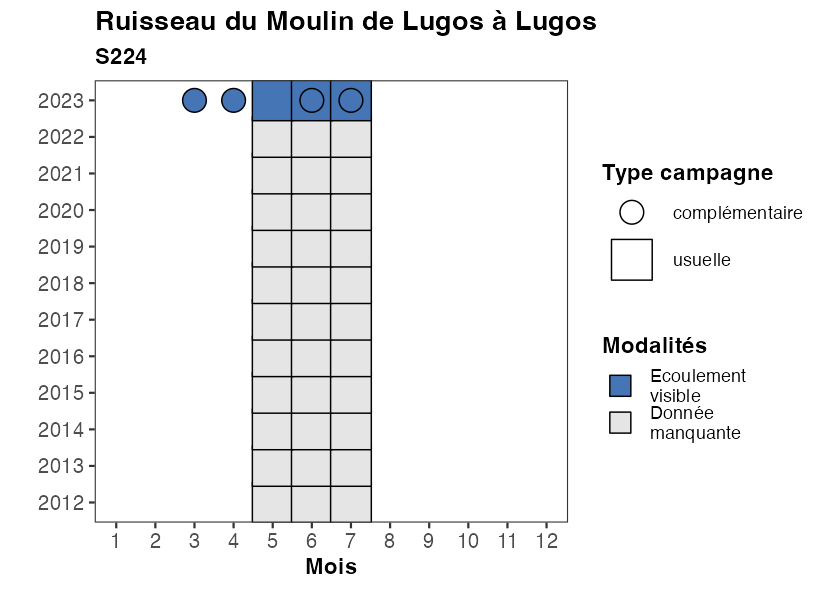 Ruisseau du Moulin de Lugos à Lugos
S224
2023
2022
2021
2020
2019
2018
2017
2016
2015
2014
2013
2012
1 2 3 4 5 6 7 8 9 10 11 12
Mois
Type campagne
complémentaire
usuelle
Modalités
Ecoulement
visible
Donnée
manquante